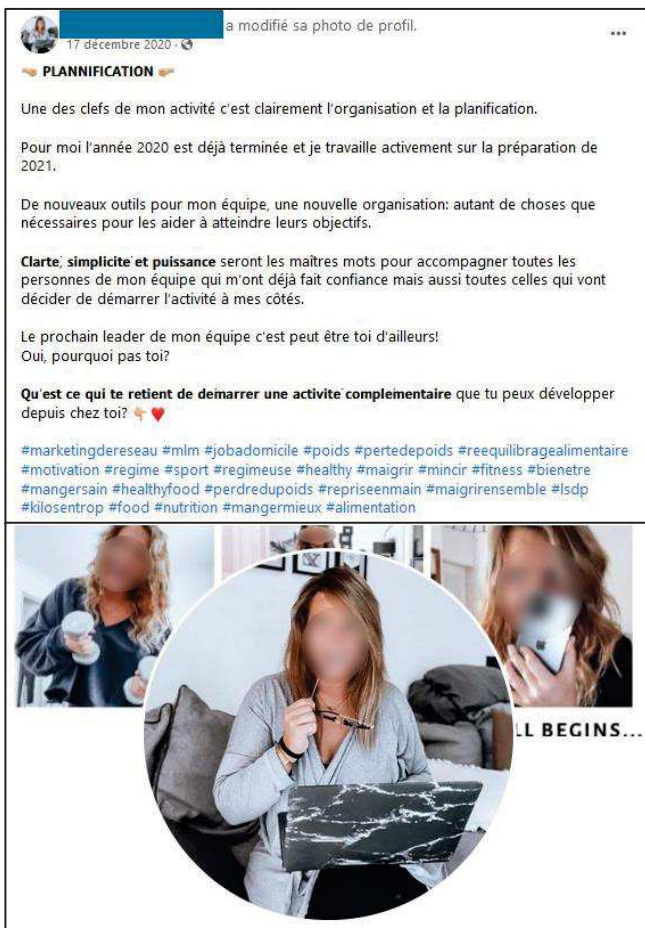 a modifié sa photo de profil.
17 décembre 2020 ·
PLANNIFICATION
Une des clefs de mon activité c'est clairement l'organisation et la planification.
Pour moi l'année 2020 est déjà terminée et je travaille activement sur la préparation de
2021.
De nouveaux outils pour mon équipe, une nouvelle organisation: autant de choses que
nécessaires pour les aider à atteindre leurs objectifs.
Clarté, simplicité et puissance seront les maîtres mots pour accompagner toutes les
personnes de mon équipe qui m'ont déjà fait confiance mais aussi toutes celles qui vont
décider de démarrer l'activité à mes côtés.
Le prochain leader de mon équipe c'est peut être toi d'ailleurs!
Oui, pourquoi pas toi?
Qu'est ce qui te retient de démarrer une activité complémentaire que tu peux développer
depuis chez toi?
#marketingdereseau #mlm #jobadomicile #poids #pertedepoids #reequilibragealimentaire
#motivation #regime #sport #regimeuse #healthy #maigrir #mincir #fitness #bienetre
#mangersain #healthyfood #perdredupoids #repriseenmain #maigrirensemble #lsdp
#kilosentrop #food #nutrition #mangermieux #alimentation
LL BEGINS...